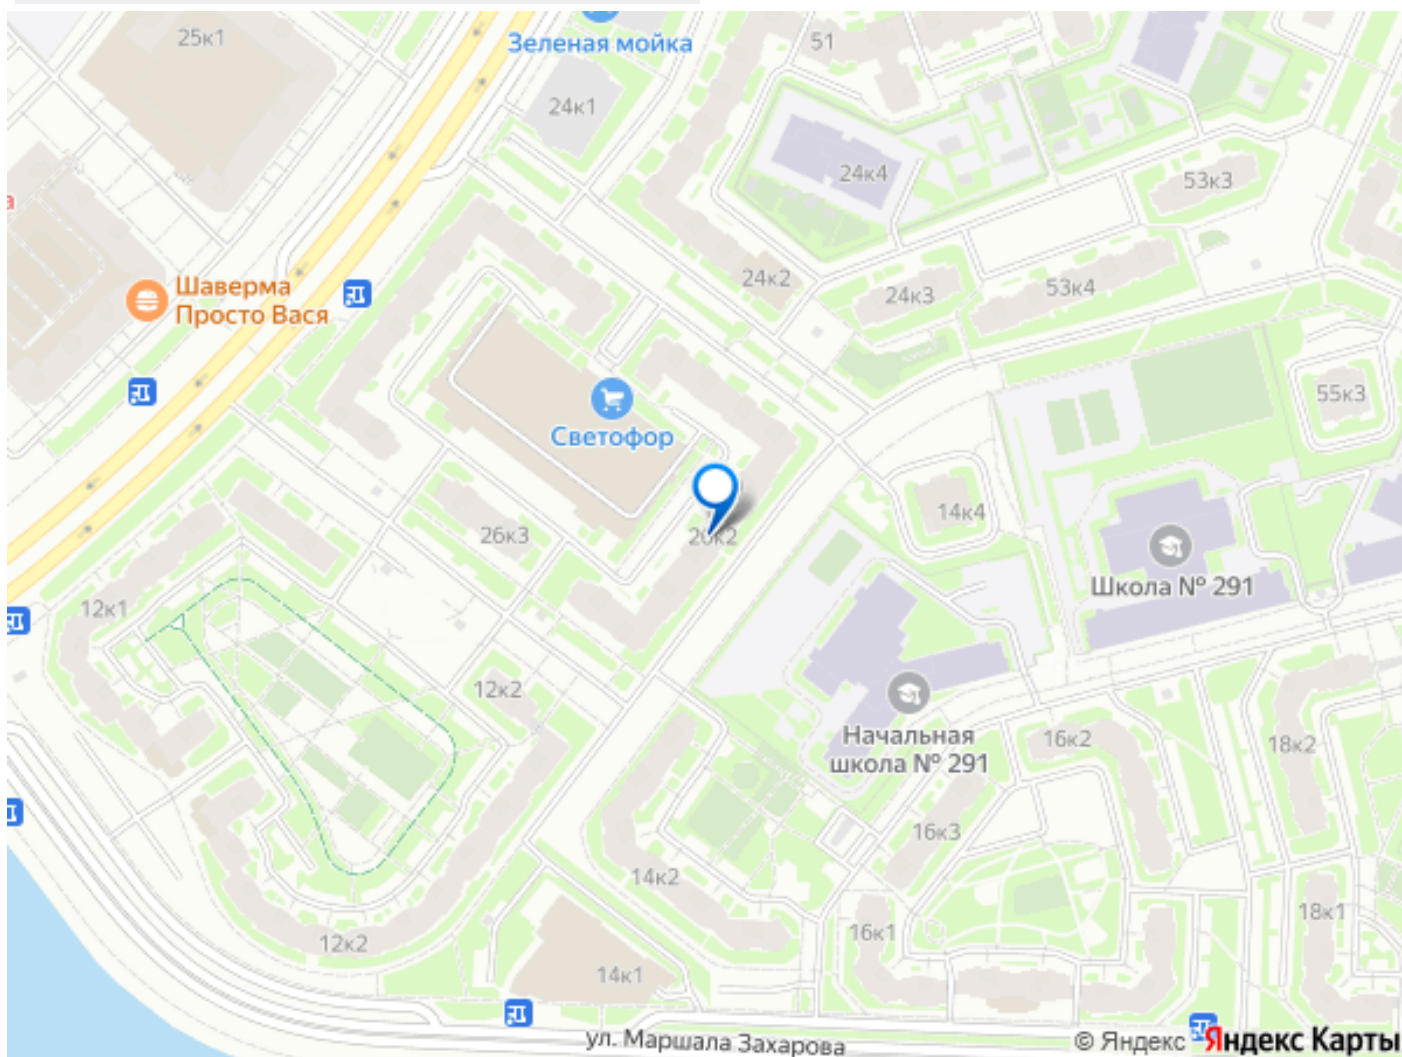 25к1
Зеленая мойка
51
24к1
24к4
53к3
а
Шаверма
Просто Вася
24к2
24к3
53к4
55к3
Светофор
26к3
26к2
14к4
Школа № 291
12к1
12к2
Начальная
школа № 291
16к2
18к2
16к3
14к2
12к2
16к1
18к1
14к1
ул. Маршала Захарова
© Яндекс Яндекс Карты